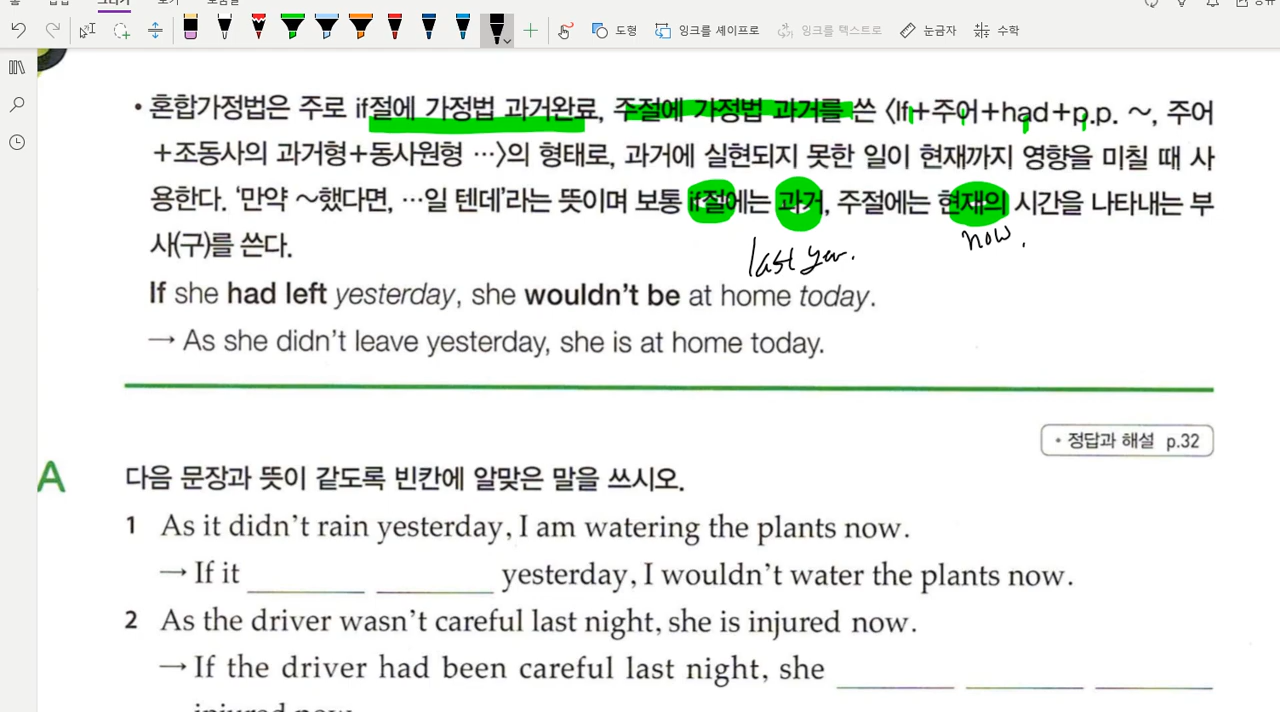 도형
잉크를 셰이프로
잉크를 텍스트로
눈금자
수학
• 혼합가정법은 주로 if절에 가정법 과거완료, 주절에 가정법 과거를 쓴 〈If+주어+had+p.p. ～, 주어
+조동사의 과거형+동사원형 …〉의 형태로, 과거에 실현되지 못한 일이 현재까지 영향을 미칠 때 사
용한다. ‘만약 ～했다면, …일 텐데’라는 뜻이며 보통 if절에는 과거, 주절에는 현재의 시간을 나타내는 부
사(구)를 쓴다.
last year.
now.
If she had left yesterday, she wouldn’t be at home today.
→ As she didn’t leave yesterday, she is at home today.
• 정답과 해설 p.32
A 다음 문장과 뜻이 같도록 빈칸에 알맞은 말을 쓰시오.
1 As it didn’t rain yesterday, I am watering the plants now.
→ If it ________ ________ yesterday, I wouldn’t water the plants now.
2 As the driver wasn’t careful last night, she is injured now.
→ If the driver had been careful last night, she ________ ________ ________
injured now.